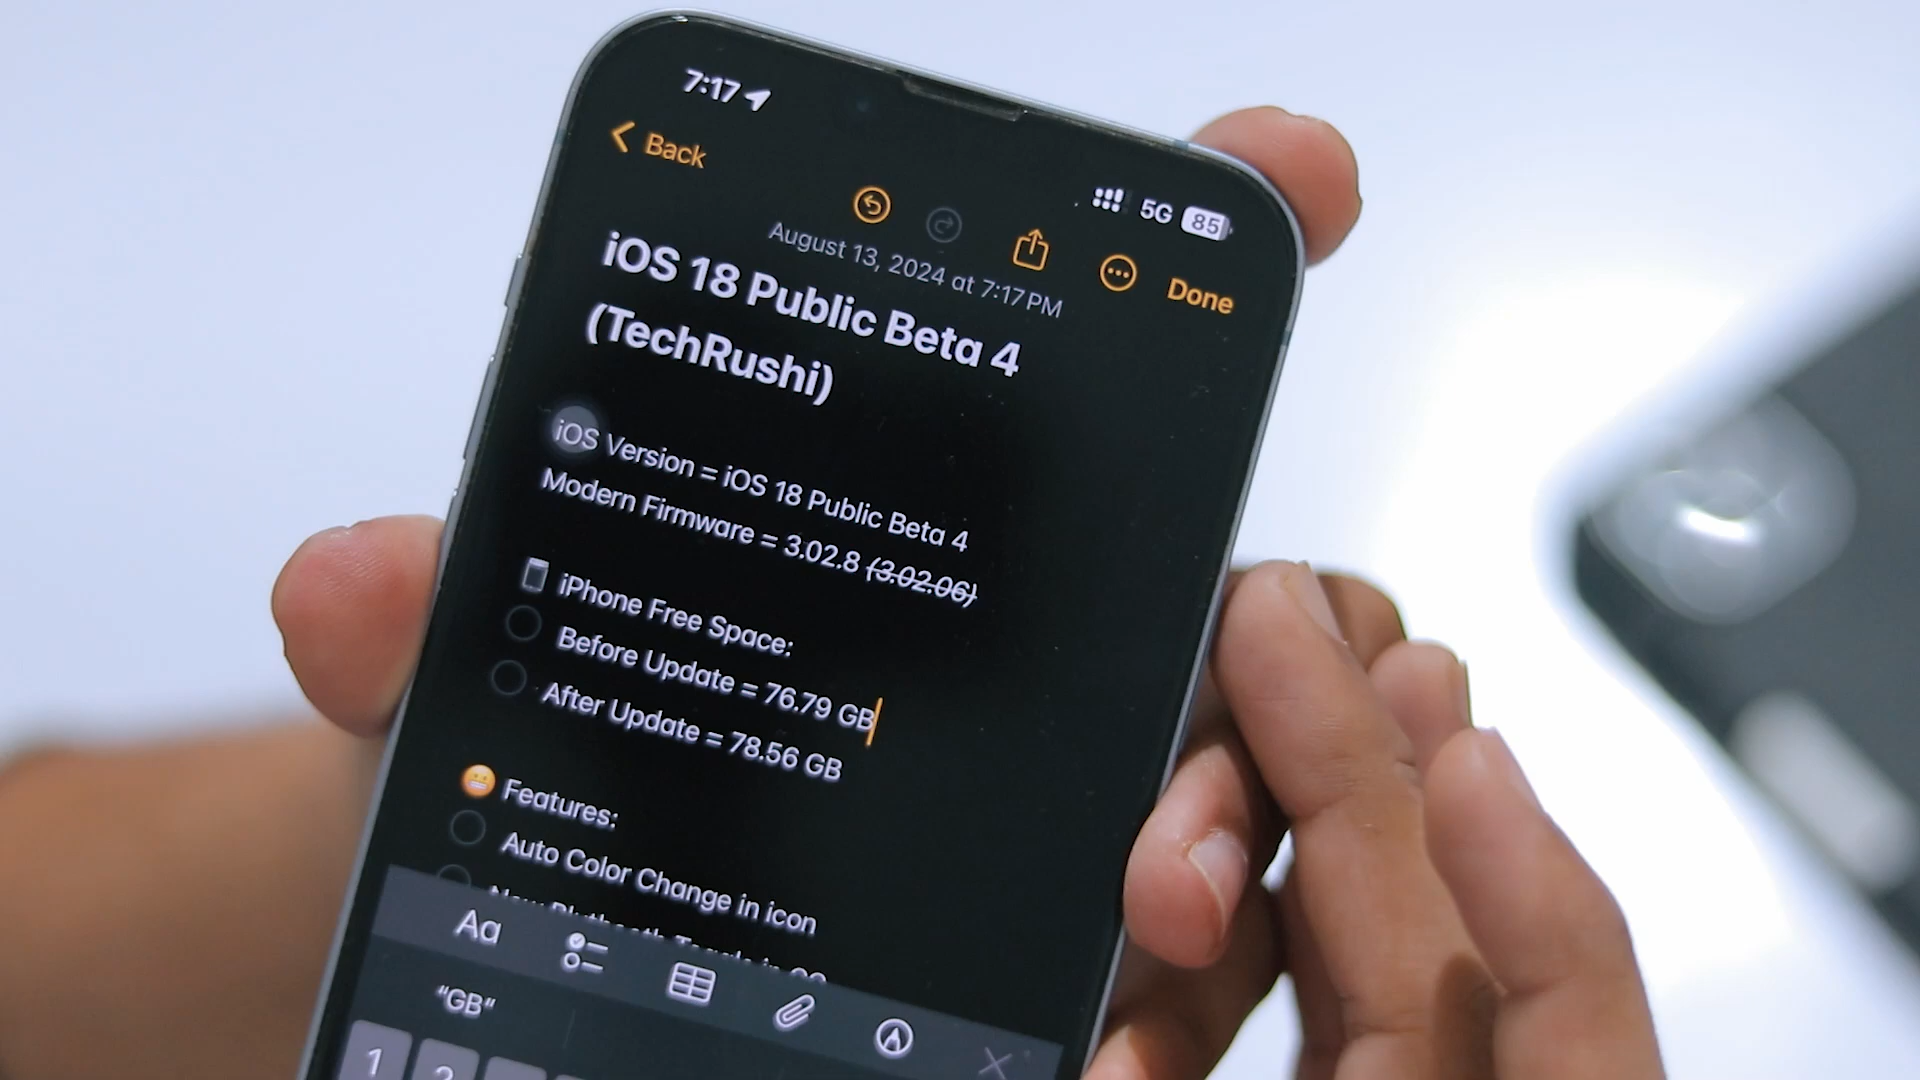 7:17
5G 85
Back
Done
August 13, 2024 at 7:17 PM
iOS 18 Public Beta 4
(TechRushi)
iOS Version = iOS 18 Public Beta 4
Modern Firmware = 3.02.8 (3.02.06)
iPhone Free Space:
Before Update = 76.79 GB
After Update = 78.56 GB
Features:
Auto Color Change in icon
Aa
“GB”
1 2